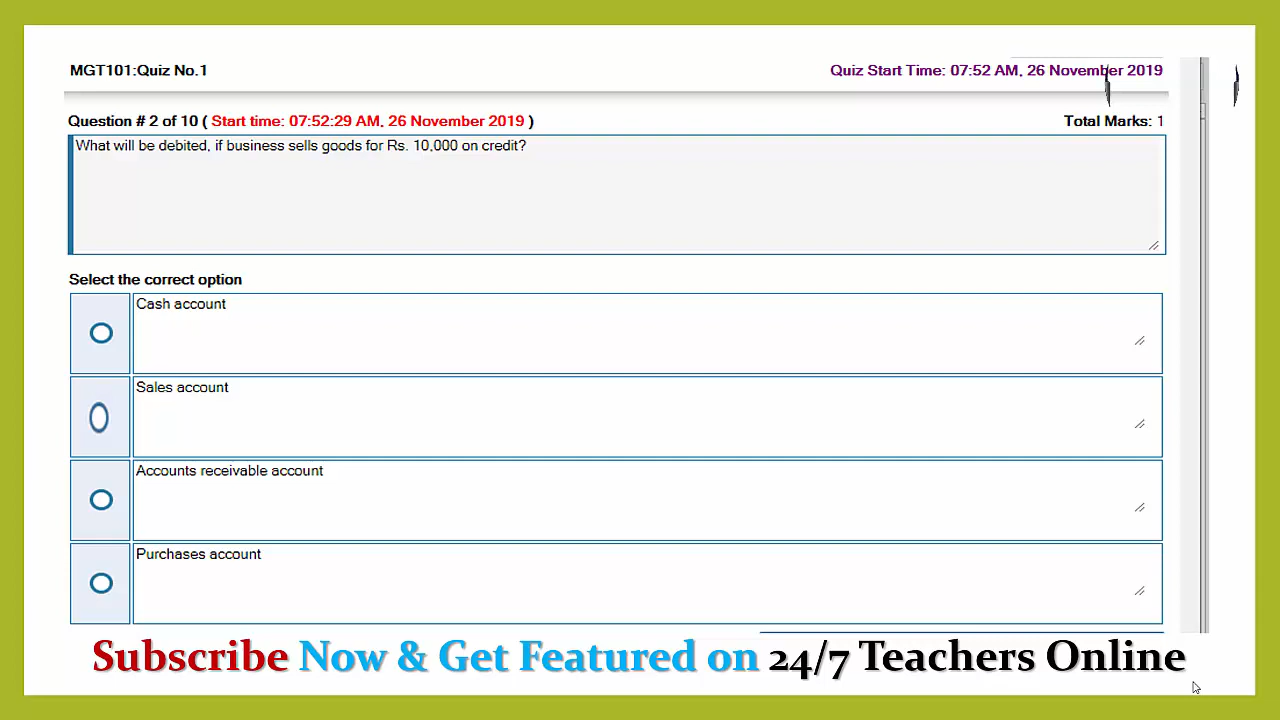 MGT101:Quiz No.1
Quiz Start Time: 07:52 AM, 26 November 2019
Question # 2 of 10 ( Start time: 07:52:29 AM, 26 November 2019 )
Total Marks: 1
What will be debited, if business sells goods for Rs. 10,000 on credit?
Select the correct option
Cash account
Sales account
Accounts receivable account
Purchases account
Subscribe Now & Get Featured on 24/7 Teachers Online